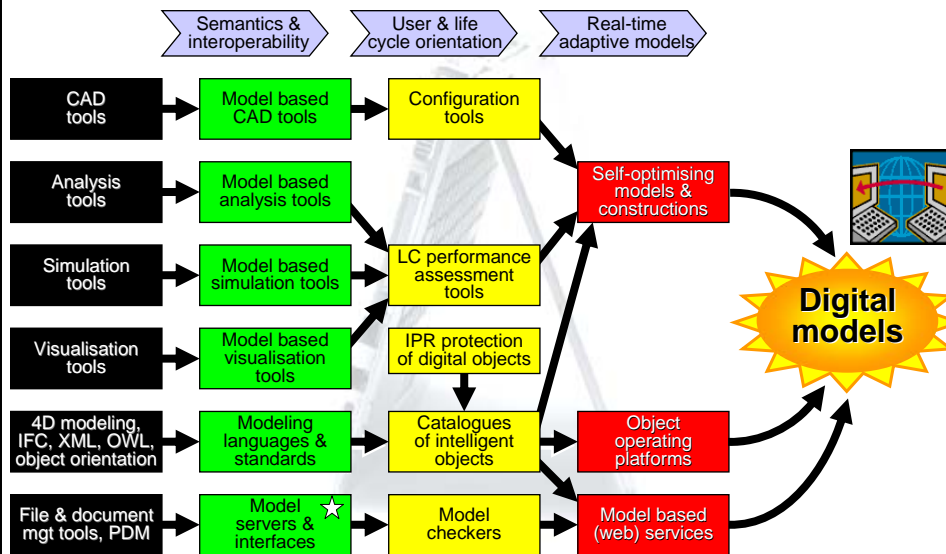 Semantics &
interoperability
User & life
cycle orientation
Real-time
adaptive models
CAD
tools
Model based
CAD tools
Configuration
tools
Analysis
tools
Model based
analysis tools
Self-optimising
models &
constructions
Simulation
tools
Model based
simulation tools
LC performance
assessment
tools
Digital
models
Visualisation
tools
Model based
visualisation
tools
IPR protection
of digital objects
4D modeling,
IFC, XML, OWL,
object orientation
Modeling
languages &
standards
Catalogues
of intelligent
objects
Object
operating
platforms
File & document
mgt tools, PDM
Model
servers &
interfaces
Model
checkers
Model based
(web) services